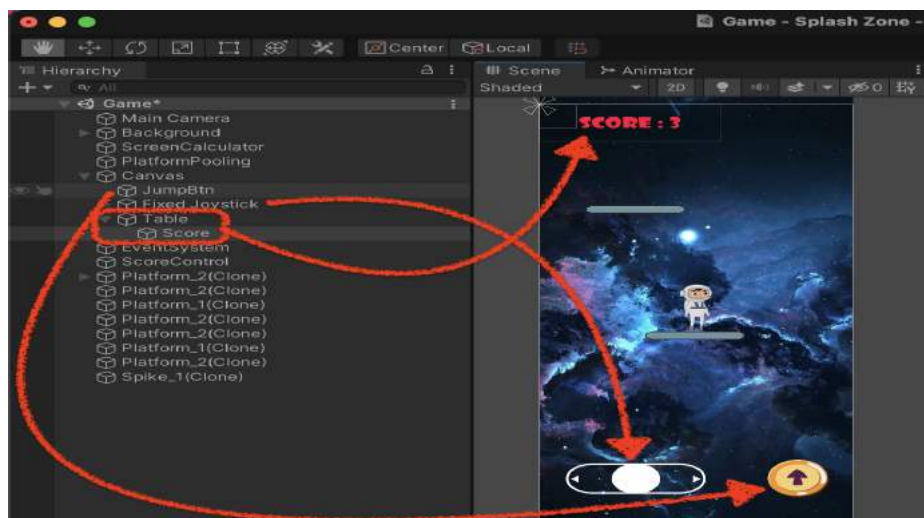 Game - Splash Zone -
Center
Local
Hierarchy
Scene
Animator
All
Shaded
2D
0
Game*
Main Camera
Background
ScreenCalculator
PlatformPooling
Canvas
JumpBtn
Fixed Joystick
Table
Score
EventSystem
ScoreControl
Platform_2(Clone)
Platform_2(Clone)
Platform_1(Clone)
Platform_2(Clone)
Platform_2(Clone)
Platform_1(Clone)
Platform_2(Clone)
Spike_1(Clone)
SCORE : 3